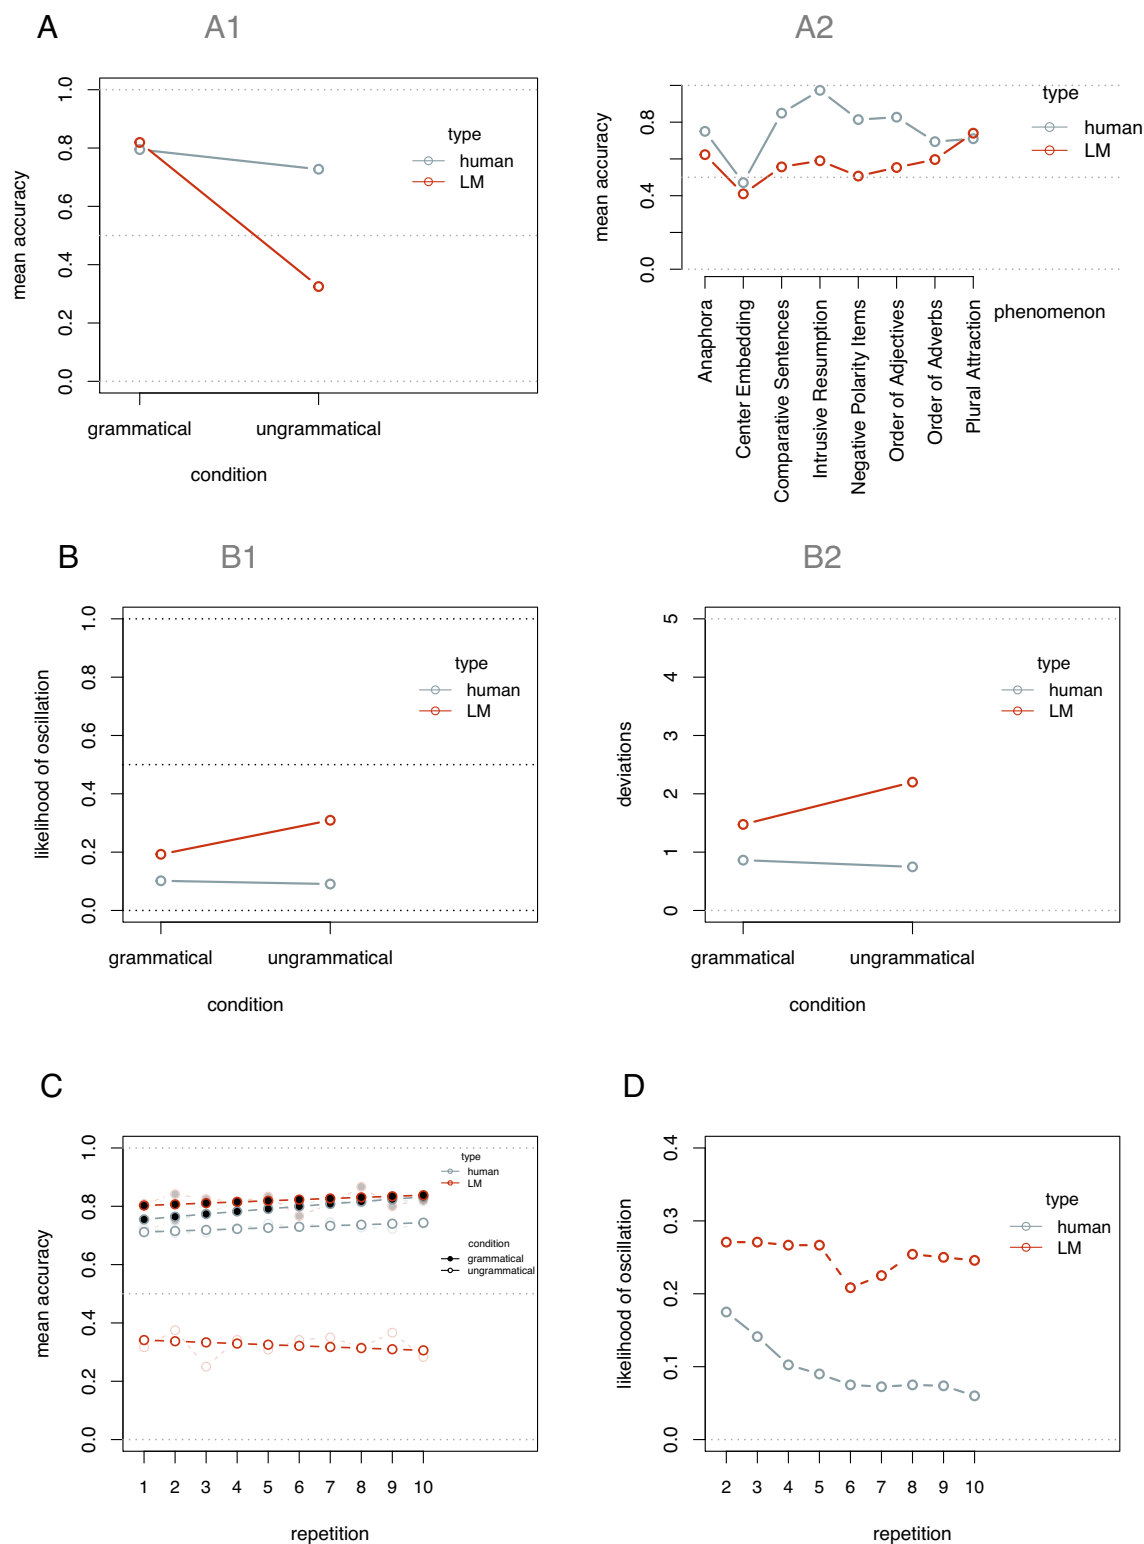 A
A1
1.0
0.8
0.6
0.4
0.2
0.0
mean accuracy
type
human
LM
grammatical
ungrammatical
condition
A2
0.8
0.4
0.0
mean accuracy
type
human
LM
Anaphora
Center Embedding
Comparative Sentences
Intrusive Resumption
Negative Polarity Items
Order of Adjectives
Order of Adverbs
Plural Attraction
phenomenon
B
B1
1.0
0.8
0.6
0.4
0.2
0.0
likelihood of oscillation
type
human
LM
grammatical
ungrammatical
condition
B2
5
4
3
2
1
0
deviations
type
human
LM
grammatical
ungrammatical
condition
C
1.0
0.8
0.6
0.4
0.2
0.0
mean accuracy
type
human
LM
condition
grammatical
ungrammatical
1 2 3 4 5 6 7 8 9 10
repetition
D
0.4
0.3
0.2
0.1
0.0
likelihood of oscillation
type
human
LM
2 3 4 5 6 7 8 9 10
repetition